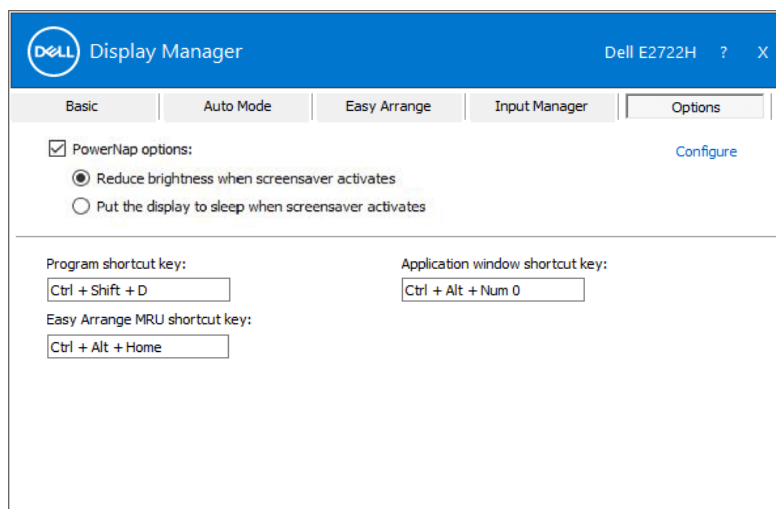 DELL Display Manager Dell E2722H ? X
Basic Auto Mode Easy Arrange Input Manager Options
PowerNap options: Configure
Reduce brightness when screensaver activates
Put the display to sleep when screensaver activates
Program shortcut key: Application window shortcut key:
Ctrl + Shift + D Ctrl + Alt + Num 0
Easy Arrange MRU shortcut key:
Ctrl + Alt + Home